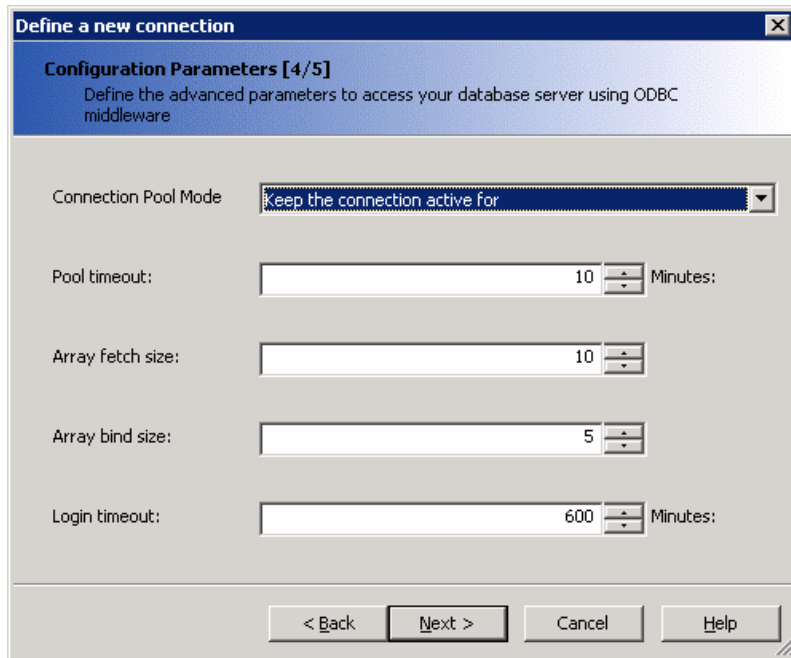 Define a new connection
Configuration Parameters [4/5]
Define the advanced parameters to access your database server using ODBC
middleware
Connection Pool Mode
Keep the connection active for
Pool timeout:
10
Minutes:
Array fetch size:
10
Array bind size:
5
Login timeout:
600
Minutes:
< Back
Next >
Cancel
Help